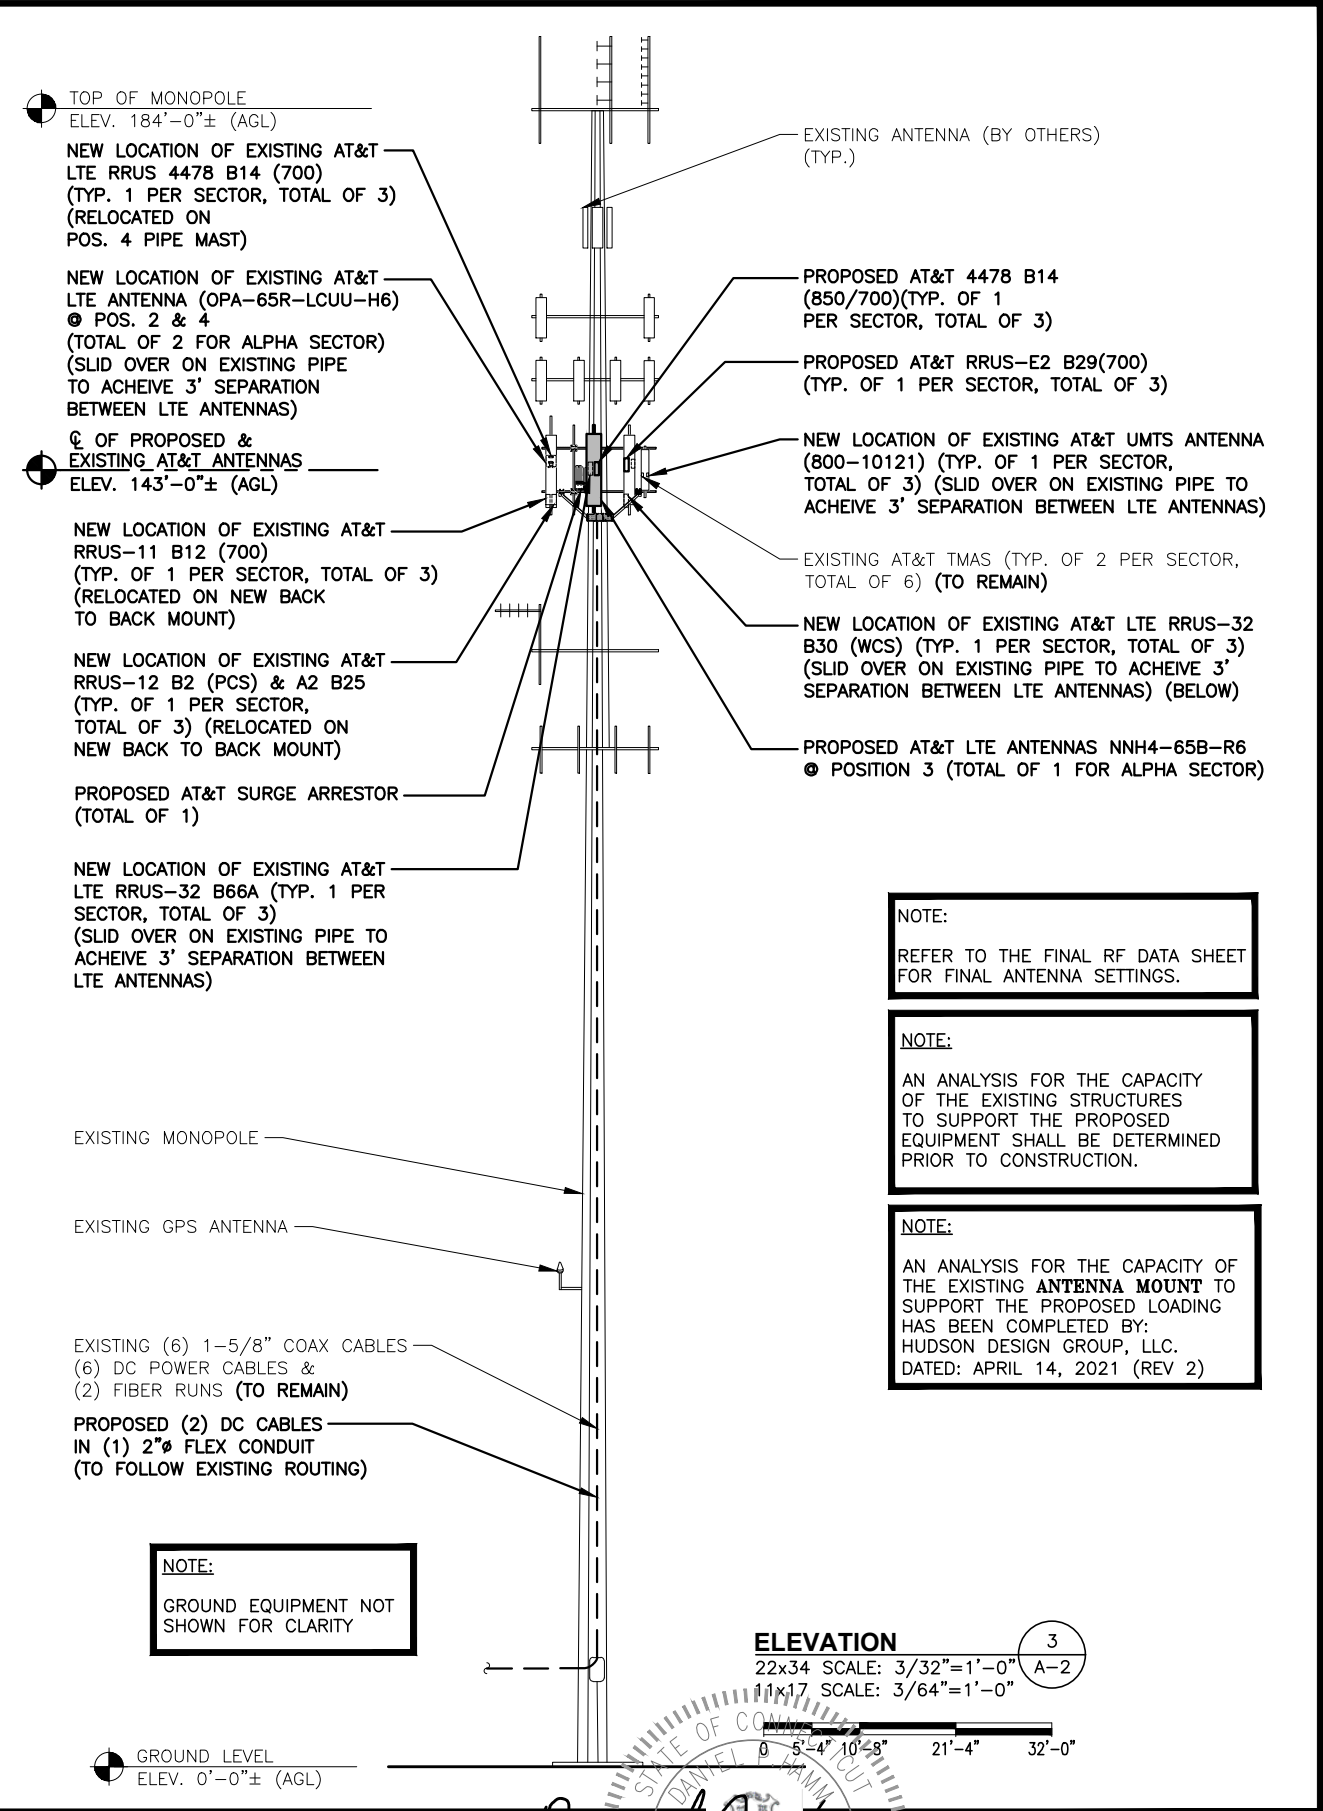 TOP OF MONOPOLE
ELEV. 184'-0"± (AGL)
NEW LOCATION OF EXISTING AT&T
LTE RRUS 4478 B14 (700)
(TYP. 1 PER SECTOR, TOTAL OF 3)
(RELOCATED ON
POS. 4 PIPE MAST)
NEW LOCATION OF EXISTING AT&T
LTE ANTENNA (OPA-65R-LCUU-H6)
@ POS. 2 & 4
(TOTAL OF 2 FOR ALPHA SECTOR)
(SLID OVER ON EXISTING PIPE
TO ACHEIVE 3' SEPARATION
BETWEEN LTE ANTENNAS)
℄ OF PROPOSED &
EXISTING AT&T ANTENNAS
ELEV. 143'-0"± (AGL)
NEW LOCATION OF EXISTING AT&T
RRUS-11 B12 (700)
(TYP. OF 1 PER SECTOR, TOTAL OF 3)
(RELOCATED ON NEW BACK
TO BACK MOUNT)
NEW LOCATION OF EXISTING AT&T
RRUS-12 B2 (PCS) & A2 B25
(TYP. OF 1 PER SECTOR,
TOTAL OF 3) (RELOCATED ON
NEW BACK TO BACK MOUNT)
PROPOSED AT&T SURGE ARRESTOR
(TOTAL OF 1)
NEW LOCATION OF EXISTING AT&T
LTE RRUS-32 B66A (TYP. 1 PER
SECTOR, TOTAL OF 3)
(SLID OVER ON EXISTING PIPE TO
ACHEIVE 3' SEPARATION BETWEEN
LTE ANTENNAS)
EXISTING MONOPOLE
EXISTING GPS ANTENNA
EXISTING (6) 1-5/8" COAX CABLES
(6) DC POWER CABLES &
(2) FIBER RUNS (TO REMAIN)
PROPOSED (2) DC CABLES
IN (1) 2"ø FLEX CONDUIT
(TO FOLLOW EXISTING ROUTING)
NOTE:
GROUND EQUIPMENT NOT
SHOWN FOR CLARITY
GROUND LEVEL
ELEV. 0'-0"± (AGL)
EXISTING ANTENNA (BY OTHERS)
(TYP.)
PROPOSED AT&T 4478 B14
(850/700)(TYP. OF 1
PER SECTOR, TOTAL OF 3)
PROPOSED AT&T RRUS-E2 B29(700)
(TYP. OF 1 PER SECTOR, TOTAL OF 3)
NEW LOCATION OF EXISTING AT&T UMTS ANTENNA
(800-10121) (TYP. OF 1 PER SECTOR,
TOTAL OF 3) (SLID OVER ON EXISTING PIPE TO
ACHEIVE 3' SEPARATION BETWEEN LTE ANTENNAS)
EXISTING AT&T TMAS (TYP. OF 2 PER SECTOR,
TOTAL OF 6) (TO REMAIN)
NEW LOCATION OF EXISTING AT&T LTE RRUS-32
B30 (WCS) (TYP. 1 PER SECTOR, TOTAL OF 3)
(SLID OVER ON EXISTING PIPE TO ACHEIVE 3'
SEPARATION BETWEEN LTE ANTENNAS) (BELOW)
PROPOSED AT&T LTE ANTENNAS NNH4-65B-R6
@ POSITION 3 (TOTAL OF 1 FOR ALPHA SECTOR)
NOTE:
REFER TO THE FINAL RF DATA SHEET
FOR FINAL ANTENNA SETTINGS.
NOTE:
AN ANALYSIS FOR THE CAPACITY
OF THE EXISTING STRUCTURES
TO SUPPORT THE PROPOSED
EQUIPMENT SHALL BE DETERMINED
PRIOR TO CONSTRUCTION.
NOTE:
AN ANALYSIS FOR THE CAPACITY OF
THE EXISTING ANTENNA MOUNT TO
SUPPORT THE PROPOSED LOADING
HAS BEEN COMPLETED BY:
HUDSON DESIGN GROUP, LLC.
DATED: APRIL 14, 2021 (REV 2)
ELEVATION
22x34 SCALE: 3/32"=1'-0"
11x17 SCALE: 3/64"=1'-0"
3
A-2
0 5'-4" 10'-8" 21'-4" 32'-0"
STATE OF CONNECTICUT
DANIEL P. HAMM